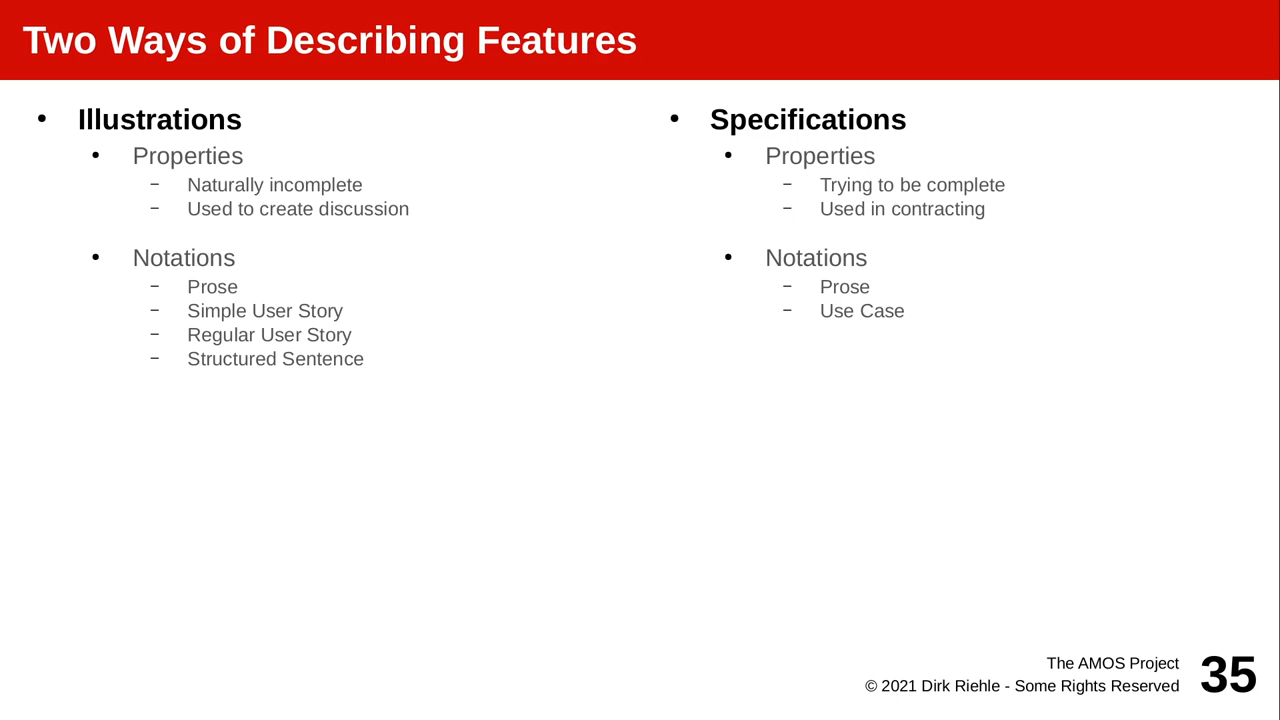 Two Ways of Describing Features
• Illustrations
• Properties
– Naturally incomplete
– Used to create discussion
• Notations
– Prose
– Simple User Story
– Regular User Story
– Structured Sentence
• Specifications
• Properties
– Trying to be complete
– Used in contracting
• Notations
– Prose
– Use Case
The AMOS Project
© 2021 Dirk Riehle - Some Rights Reserved
35